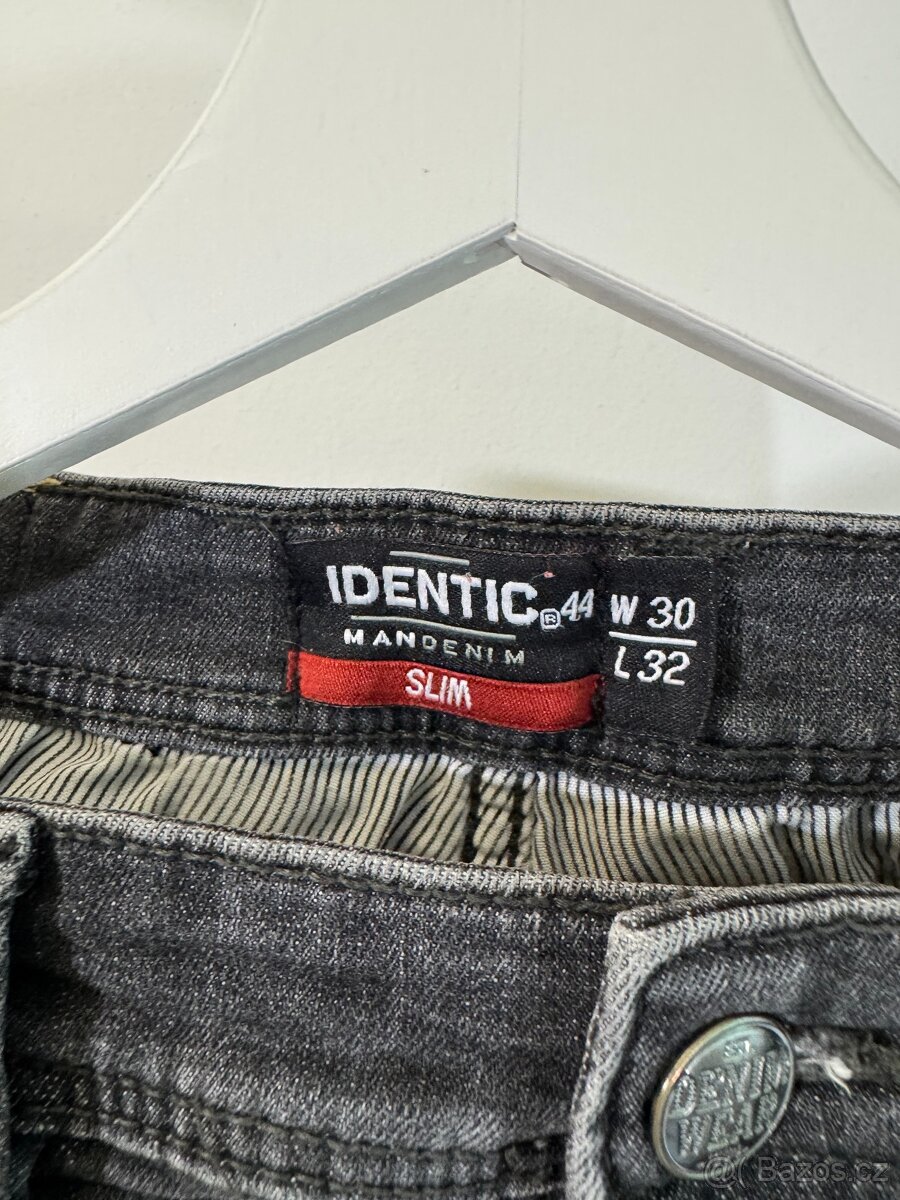 IDENTIC® 44
MANDENIM
SLIM
W 30
L 32
DENIM
WEAR
@ Bazos.cz